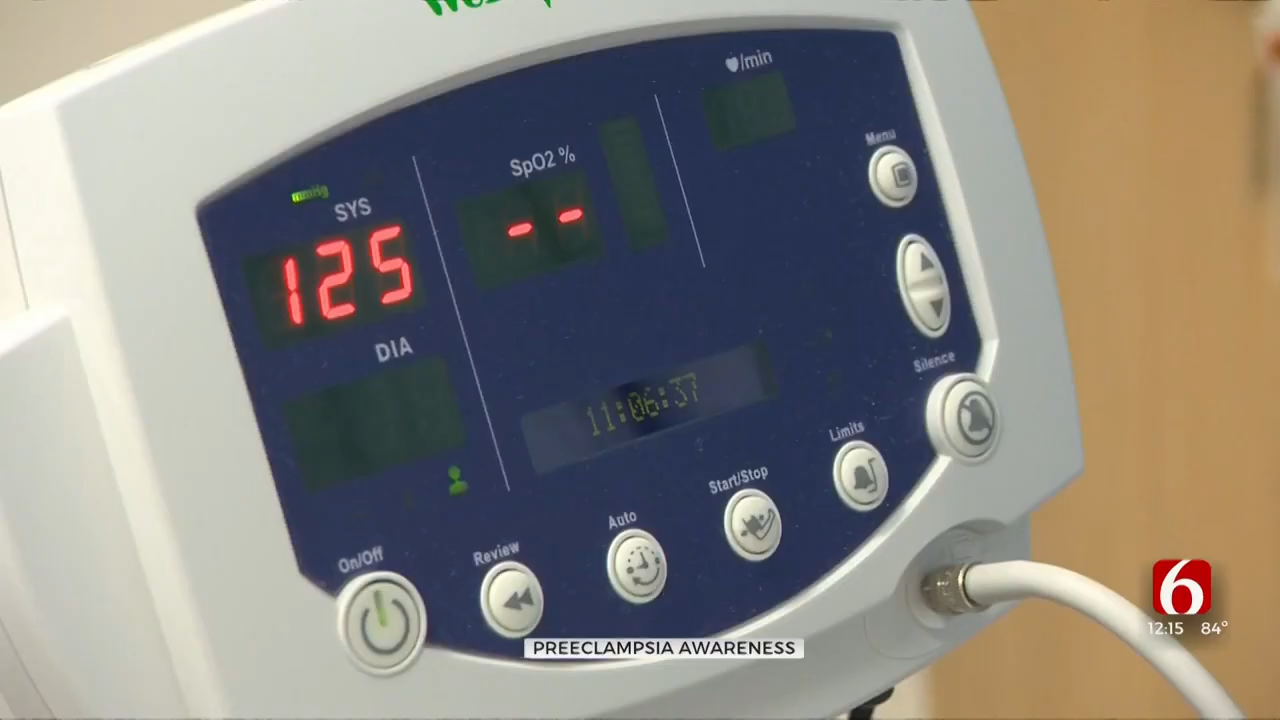 ♥/min
SpO2 %
mmHg
SYS
125
- -
DIA
11:06:37
Menu
Silence
Limits
Start/Stop
Auto
Review
On/Off
PREECLAMPSIA AWARENESS
6
12:15 84°